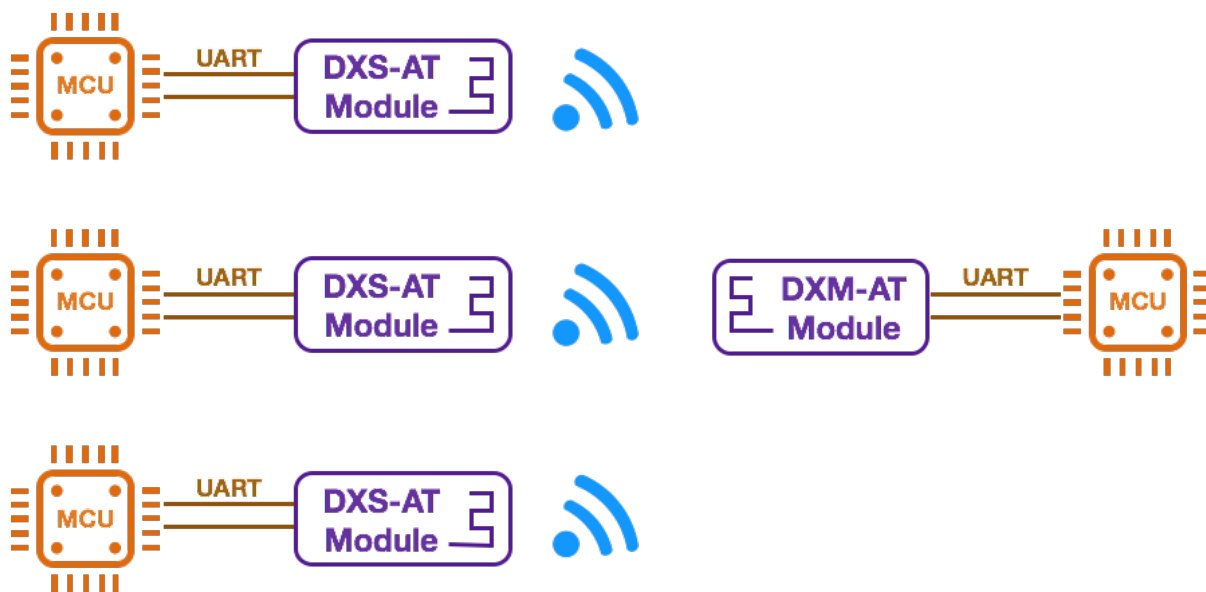 MCU
UART
DXS-AT
Module
MCU
UART
DXS-AT
Module
DXM-AT
Module
UART
MCU
MCU
UART
DXS-AT
Module